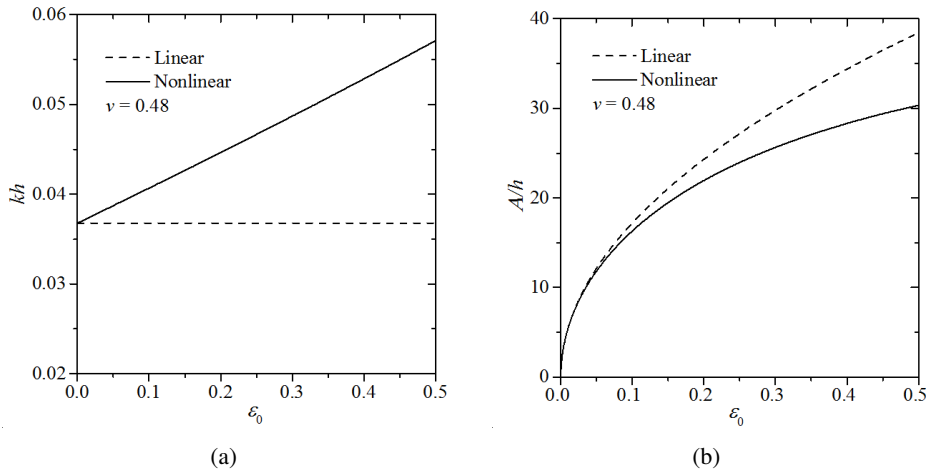 0.06
0.05
0.04
0.03
0.02
kh
Linear
Nonlinear
v = 0.48
0.0 0.1 0.2 0.3 0.4 0.5
ε0
(a)
40
30
20
10
0
A/h
Linear
Nonlinear
v = 0.48
0.0 0.1 0.2 0.3 0.4 0.5
ε0
(b)